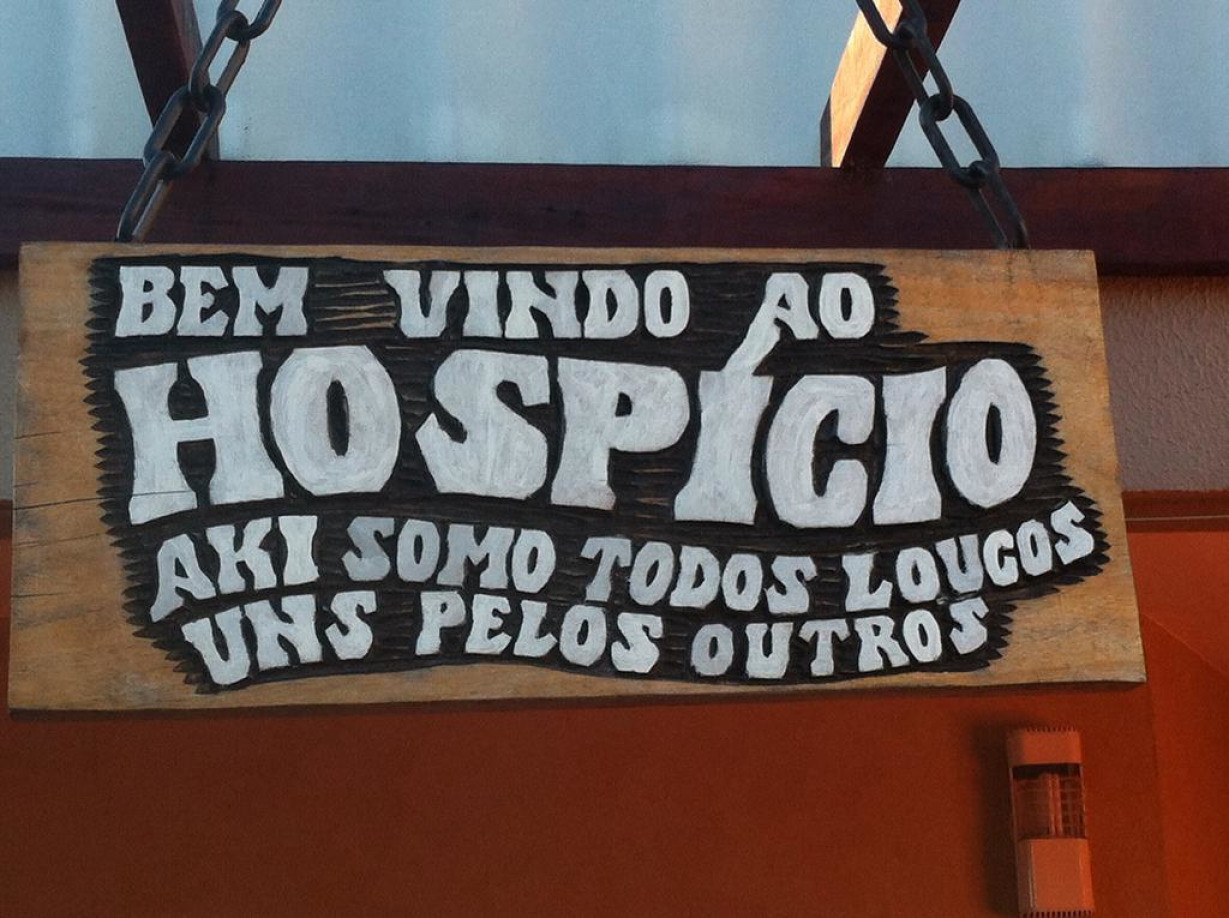 BEM VINDO AO
HOSPÍCIO
AKI SOMO TODOS LOUCOS
UNS PELOS OUTROS